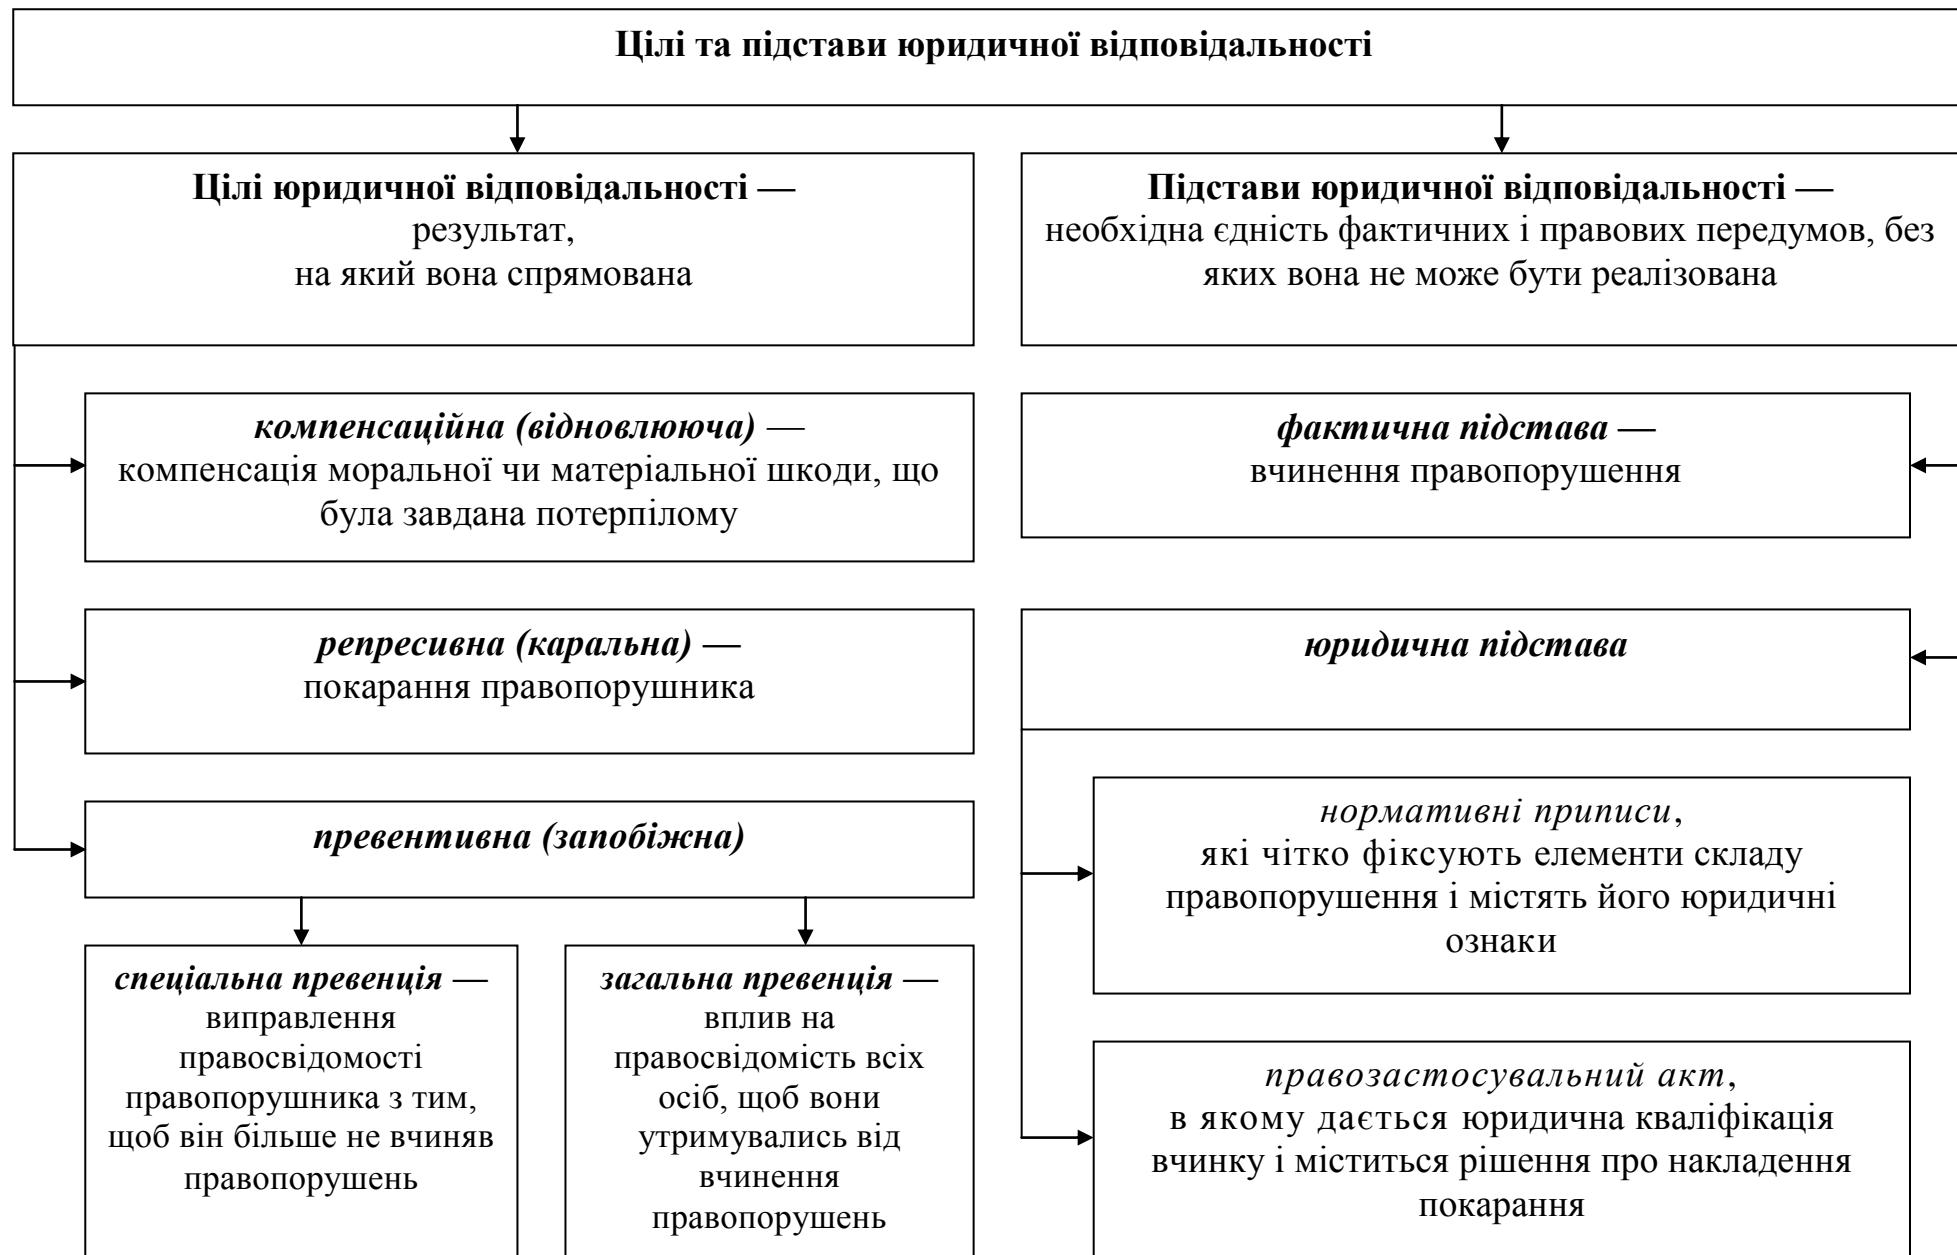 Цілі та підстави юридичної відповідальності
Цілі юридичної відповідальності —
результат,
на який вона спрямована
компенсаційна (відновлююча) —
компенсація моральної чи матеріальної шкоди, що
була завдана потерпілому
репресивна (каральна) —
покарання правопорушника
превентивна (запобіжна)
спеціальна превенція —
виправлення
правосвідомості
правопорушника з тим,
щоб він більше не вчиняв
правопорушень
загальна превенція —
вплив на
правосвідомість всіх
осіб, щоб вони
утримувались від
вчинення
правопорушень
Підстави юридичної відповідальності —
необхідна єдність фактичних і правових передумов, без
яких вона не може бути реалізована
фактична підстава —
вчинення правопорушення
юридична підстава
нормативні приписи,
які чітко фіксують елементи складу
правопорушення і містять його юридичні
ознаки
правозастосувальний акт,
в якому дається юридична кваліфікація
вчинку і міститься рішення про накладення
покарання